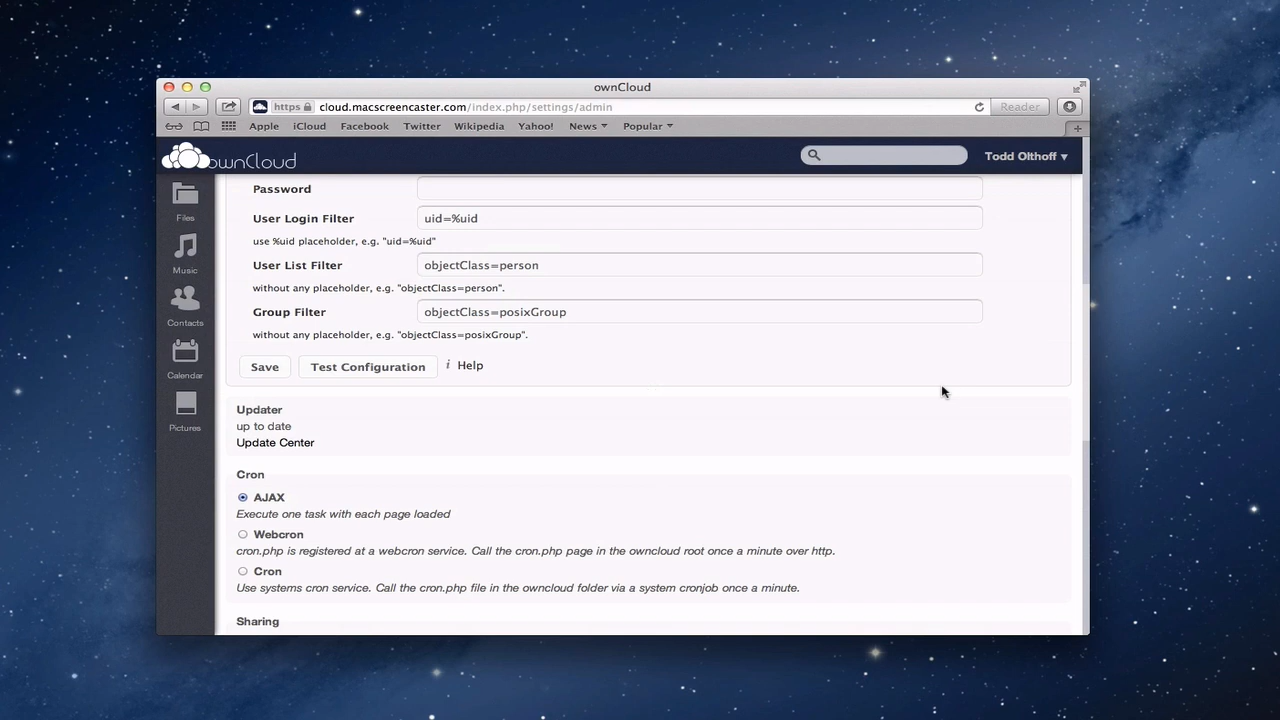 ownCloud
https cloud.macscreencaster.com/index.php/settings/admin Reader
Apple iCloud Facebook Twitter Wikipedia Yahoo! News Popular
ownCloud Todd Olthoff
Files
Music
Contacts
Calendar
Pictures
Password
User Login Filter uid=%uid
use %uid placeholder, e.g. "uid=%uid"
User List Filter objectClass=person
without any placeholder, e.g. "objectClass=person".
Group Filter objectClass=posixGroup
without any placeholder, e.g. "objectClass=posixGroup".
Save Test Configuration i Help
Updater
up to date
Update Center
Cron
AJAX
Execute one task with each page loaded
Webcron
cron.php is registered at a webcron service. Call the cron.php page in the owncloud root once a minute over http.
Cron
Use systems cron service. Call the cron.php file in the owncloud folder via a system cronjob once a minute.
Sharing